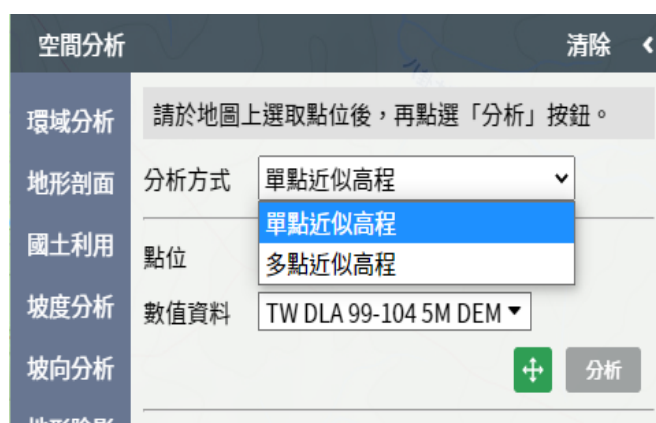 空間分析
清除
環域分析
地形剖面
國土利用
坡度分析
坡向分析
請於地圖上選取點位後，再點選「分析」按鈕。
分析方式
單點近似高程
單點近似高程
多點近似高程
點位
數值資料
TW DLA 99-104 5M DEM
分析